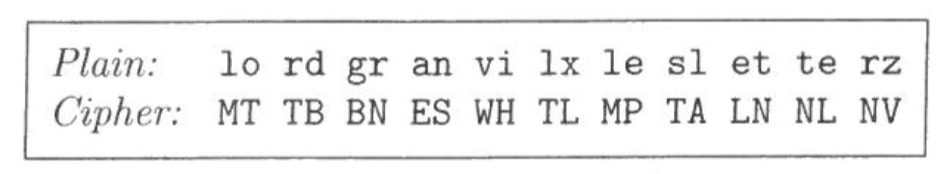 Plain: lo rd gr an vi lx le sl et te rz
Cipher: MT TB BN ES WH TL MP TA LN NL NV